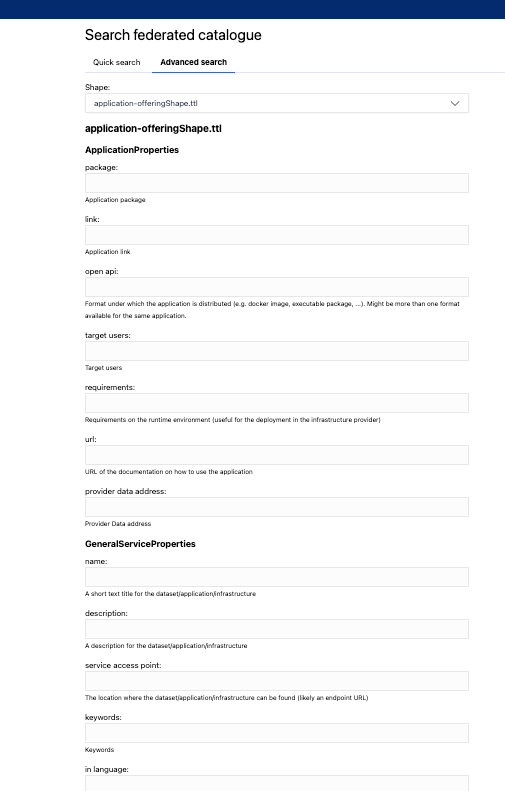 Search federated catalogue
Quick search
Advanced search
Shape:
application-offeringShape.ttl
application-offeringShape.ttl
ApplicationProperties
package:
Application package
link:
Application link
open api:
Format under which the application is distributed (e.g. docker image, executable package, ...). Might be more than one format
available for the same application.
target users:
Target users
requirements:
Requirements on the runtime environment (useful for the deployment in the infrastructure provider)
url:
URL of the documentation on how to use the application
provider data address:
Provider Data address
GeneralServiceProperties
name:
A short text title for the dataset/application/infrastructure
description:
A description for the dataset/application/infrastructure
service access point:
The location where the dataset/application/infrastructure can be found (likely an endpoint URL)
keywords:
Keywords
in language: